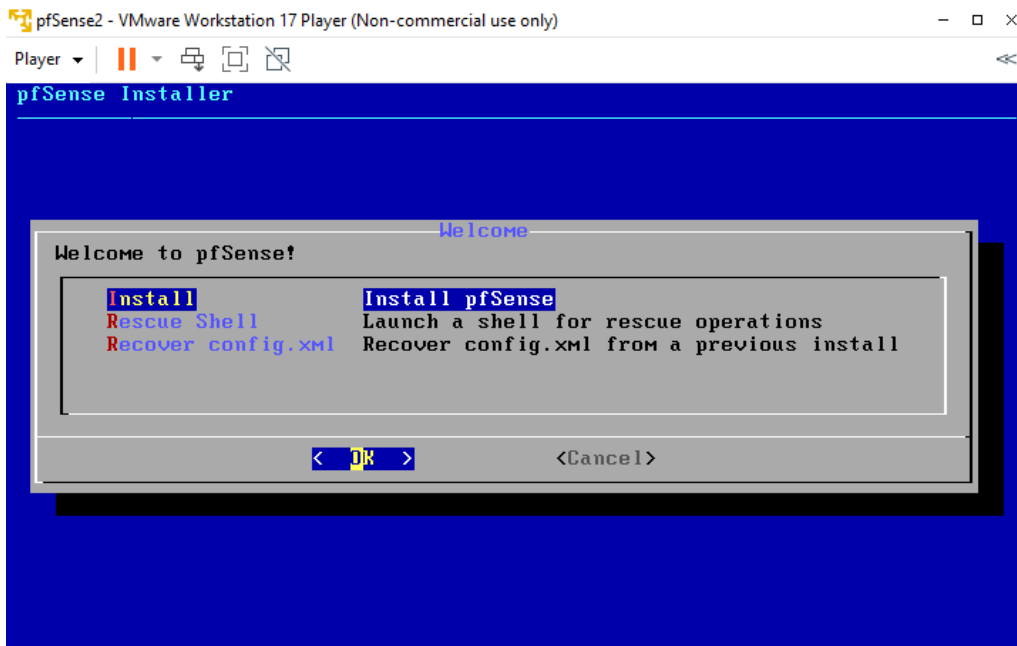 pfSense2 - VMware Workstation 17 Player (Non-commercial use only)
Player
pfSense Installer
Welcome
Welcome to pfSense!
Install Install pfSense
Rescue Shell Launch a shell for rescue operations
Recover config.xml Recover config.xml from a previous install
< OK > <Cancel>